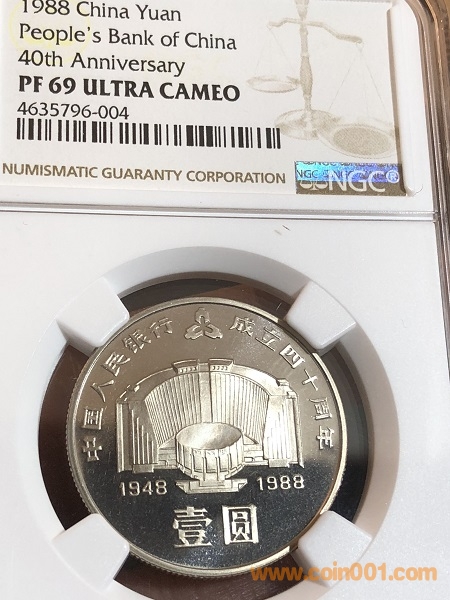 1988 China Yuan
People's Bank of China
40th Anniversary
PF 69 ULTRA CAMEO
4635796-004
NUMISMATIC GUARANTY CORPORATION
NGC®
中国人民银行 成立四十周年
1948 1988
壹圆
www.coin001.com